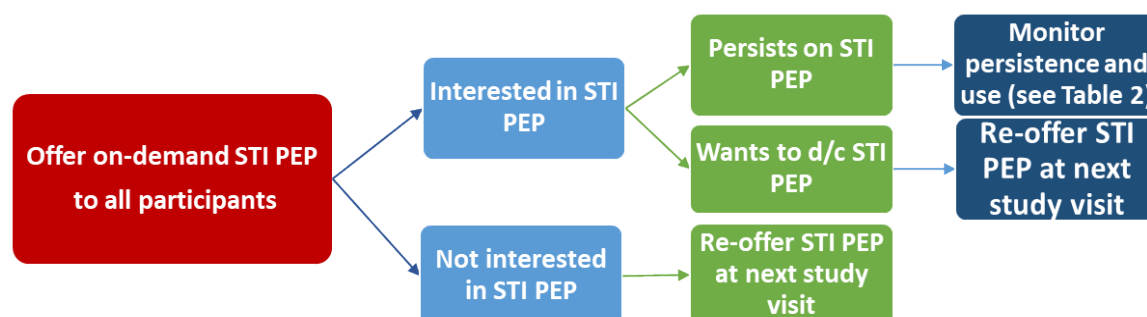 Offer on-demand STI PEP
to all participants
Interested in STI
PEP
Not interested
in STI PEP
Persists on STI
PEP
Wants to d/c STI
PEP
Re-offer STI PEP
at next study
visit
Monitor
persistence and
use (see Table 2)
Re-offer STI
PEP at next
study visit